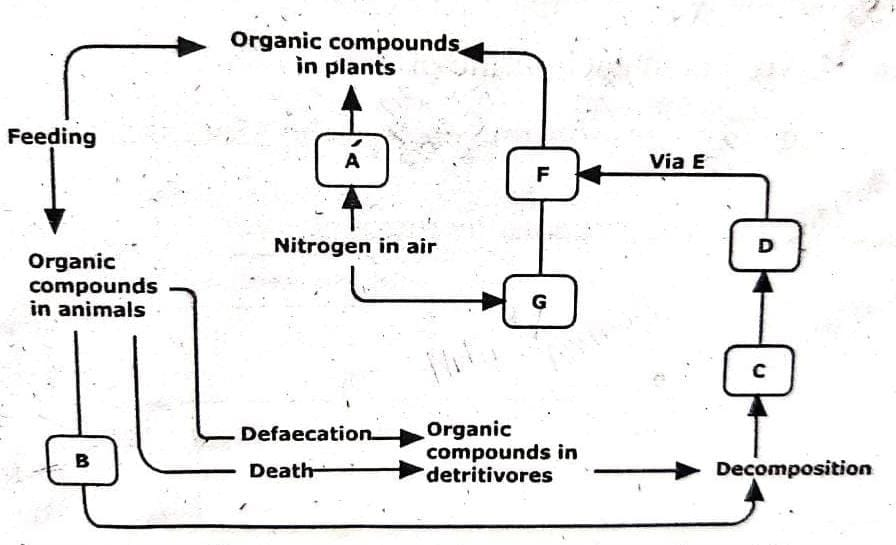 Organic compounds
in plants
Feeding
A
F
Via E
Nitrogen in air
D
Organic
compounds
in animals
G
C
Defaecation
Organic
compounds in
detritivores
Death
B
Decomposition